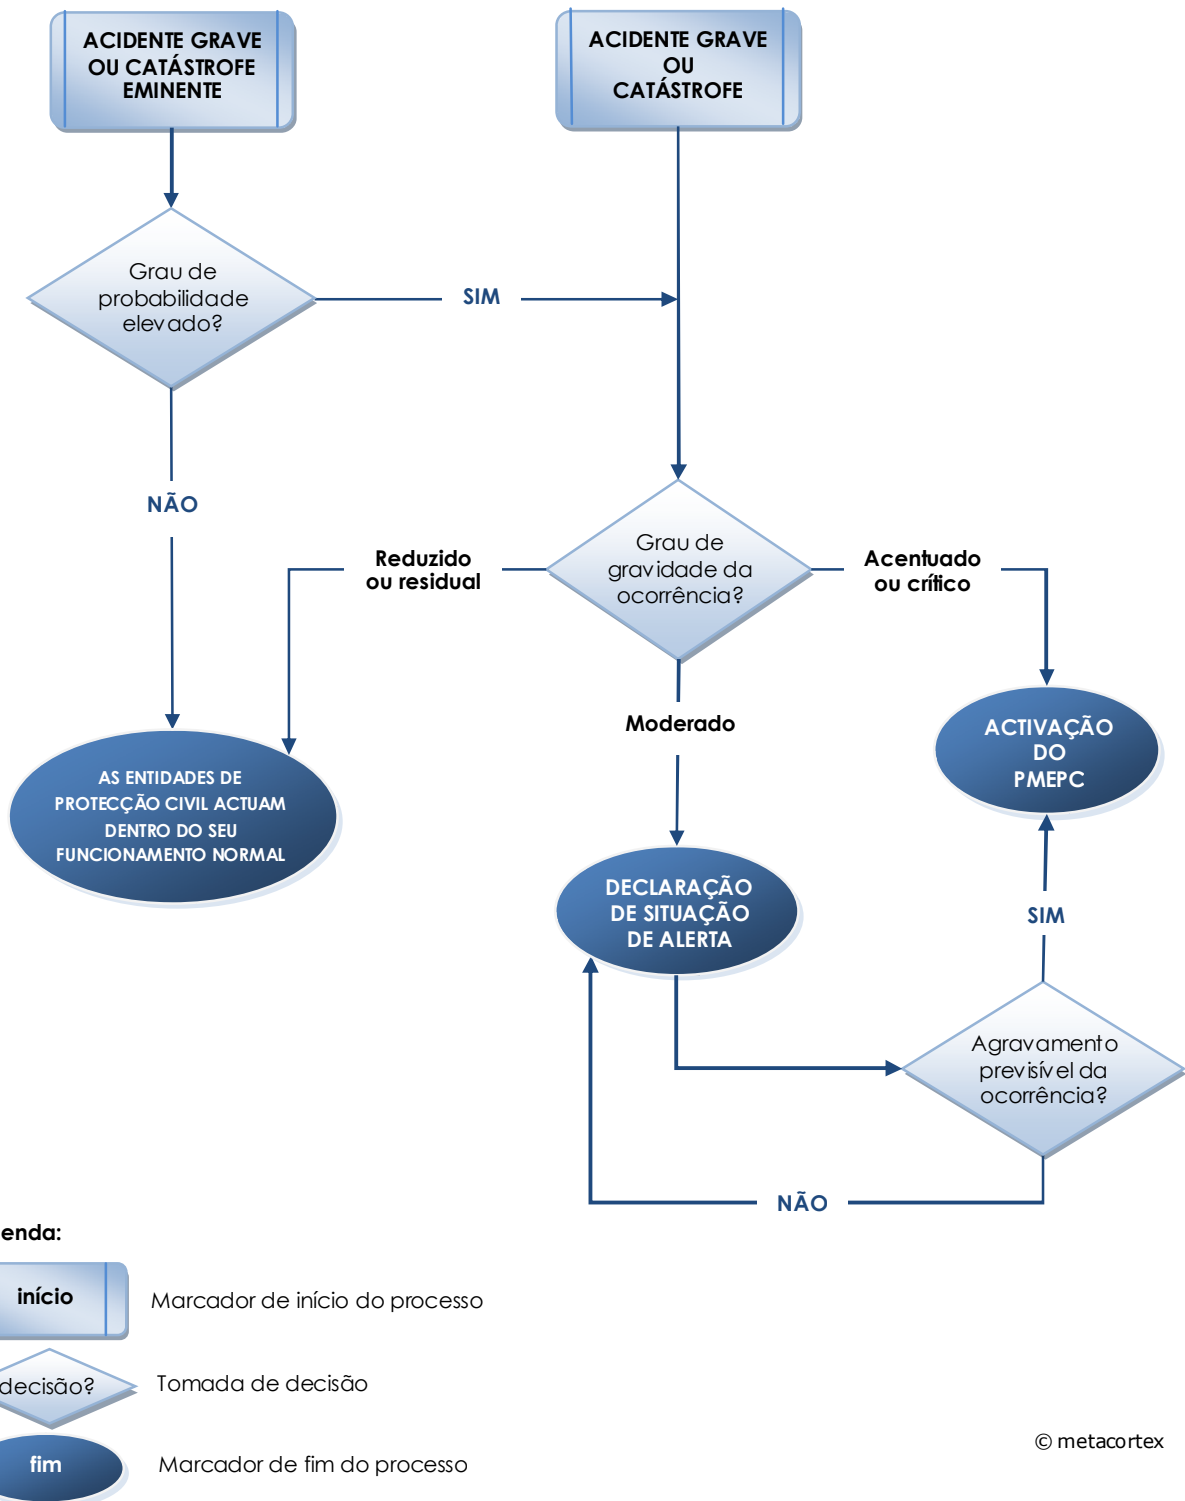 ACIDENTE GRAVE
OU CATÁSTROFE
EMINENTE
ACIDENTE GRAVE
OU
CATÁSTROFE
Grau de
probabilidade
elevado?
SIM
NÃO
Grau de
gravidade da
ocorrência?
Reduzido
ou residual
Acentuado
ou crítico
Moderado
ACTIVAÇÃO
DO
PMEPC
AS ENTIDADES DE
PROTECÇÃO CIVIL ACTUAM
DENTRO DO SEU
FUNCIONAMENTO NORMAL
DECLARAÇÃO
DE SITUAÇÃO
DE ALERTA
SIM
Agravamento
previsível da
ocorrência?
NÃO
enda:
início
Marcador de início do processo
decisão?
Tomada de decisão
fim
Marcador de fim do processo
© metacortex